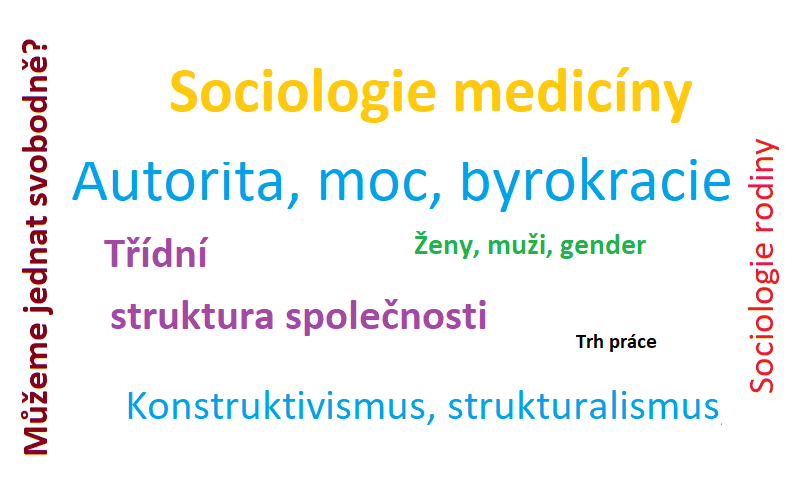 Můžeme jednat svobodně?
Sociologie medicíny
Autorita, moc, byrokracie
Třídní
struktura společnosti
Ženy, muži, gender
Trh práce
Konstruktivismus, strukturalismus
Sociologie rodiny